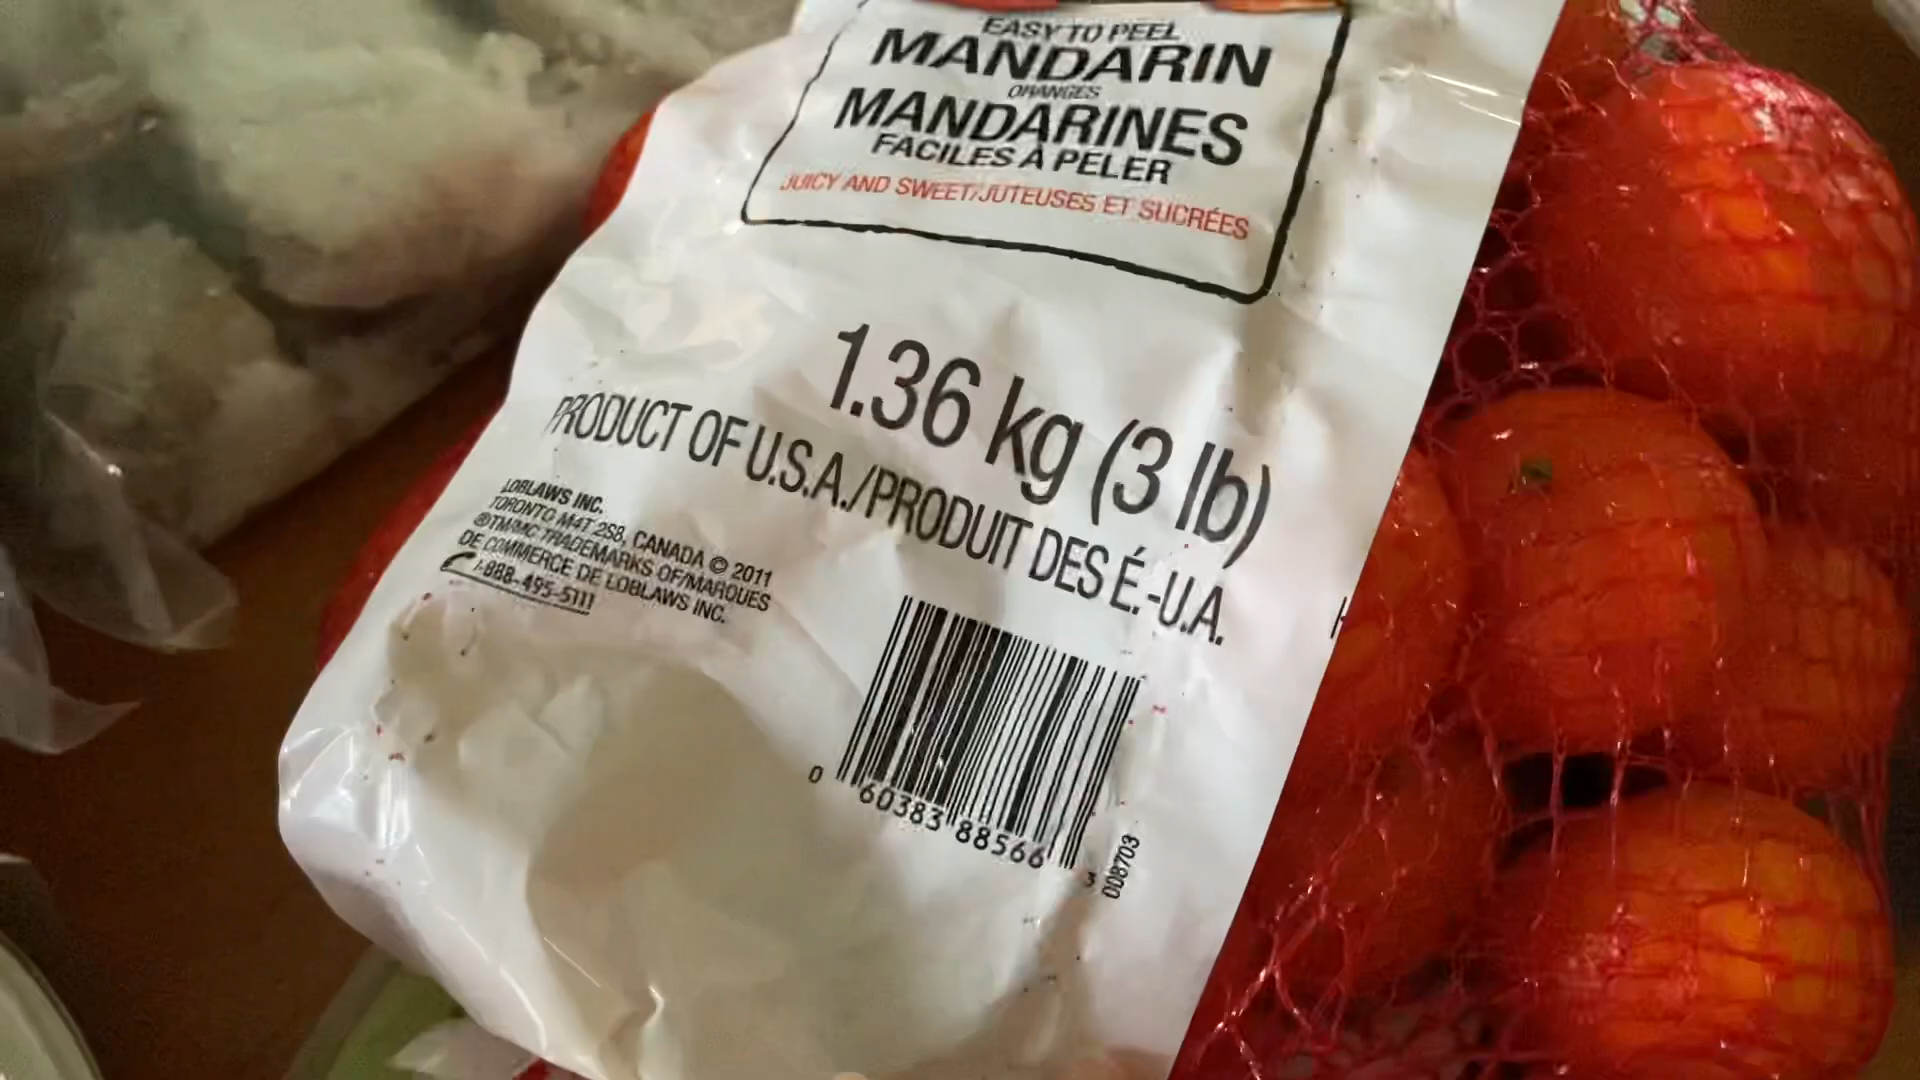 EASY TO PEEL
MANDARIN
ORANGES
MANDARINES
FACILES À PELER
JUICY AND SWEET/JUTEUSES ET SUCRÉES
1.36 kg (3 lb)
PRODUCT OF U.S.A./PRODUIT DES É.-U.A.
LOBLAWS INC.
TORONTO M4T 2S8, CANADA © 2011
®TM/MC TRADEMARKS OF/MARQUES
DE COMMERCE DE LOBLAWS INC.
1-888-495-5111
0 60383 88566 3
008703